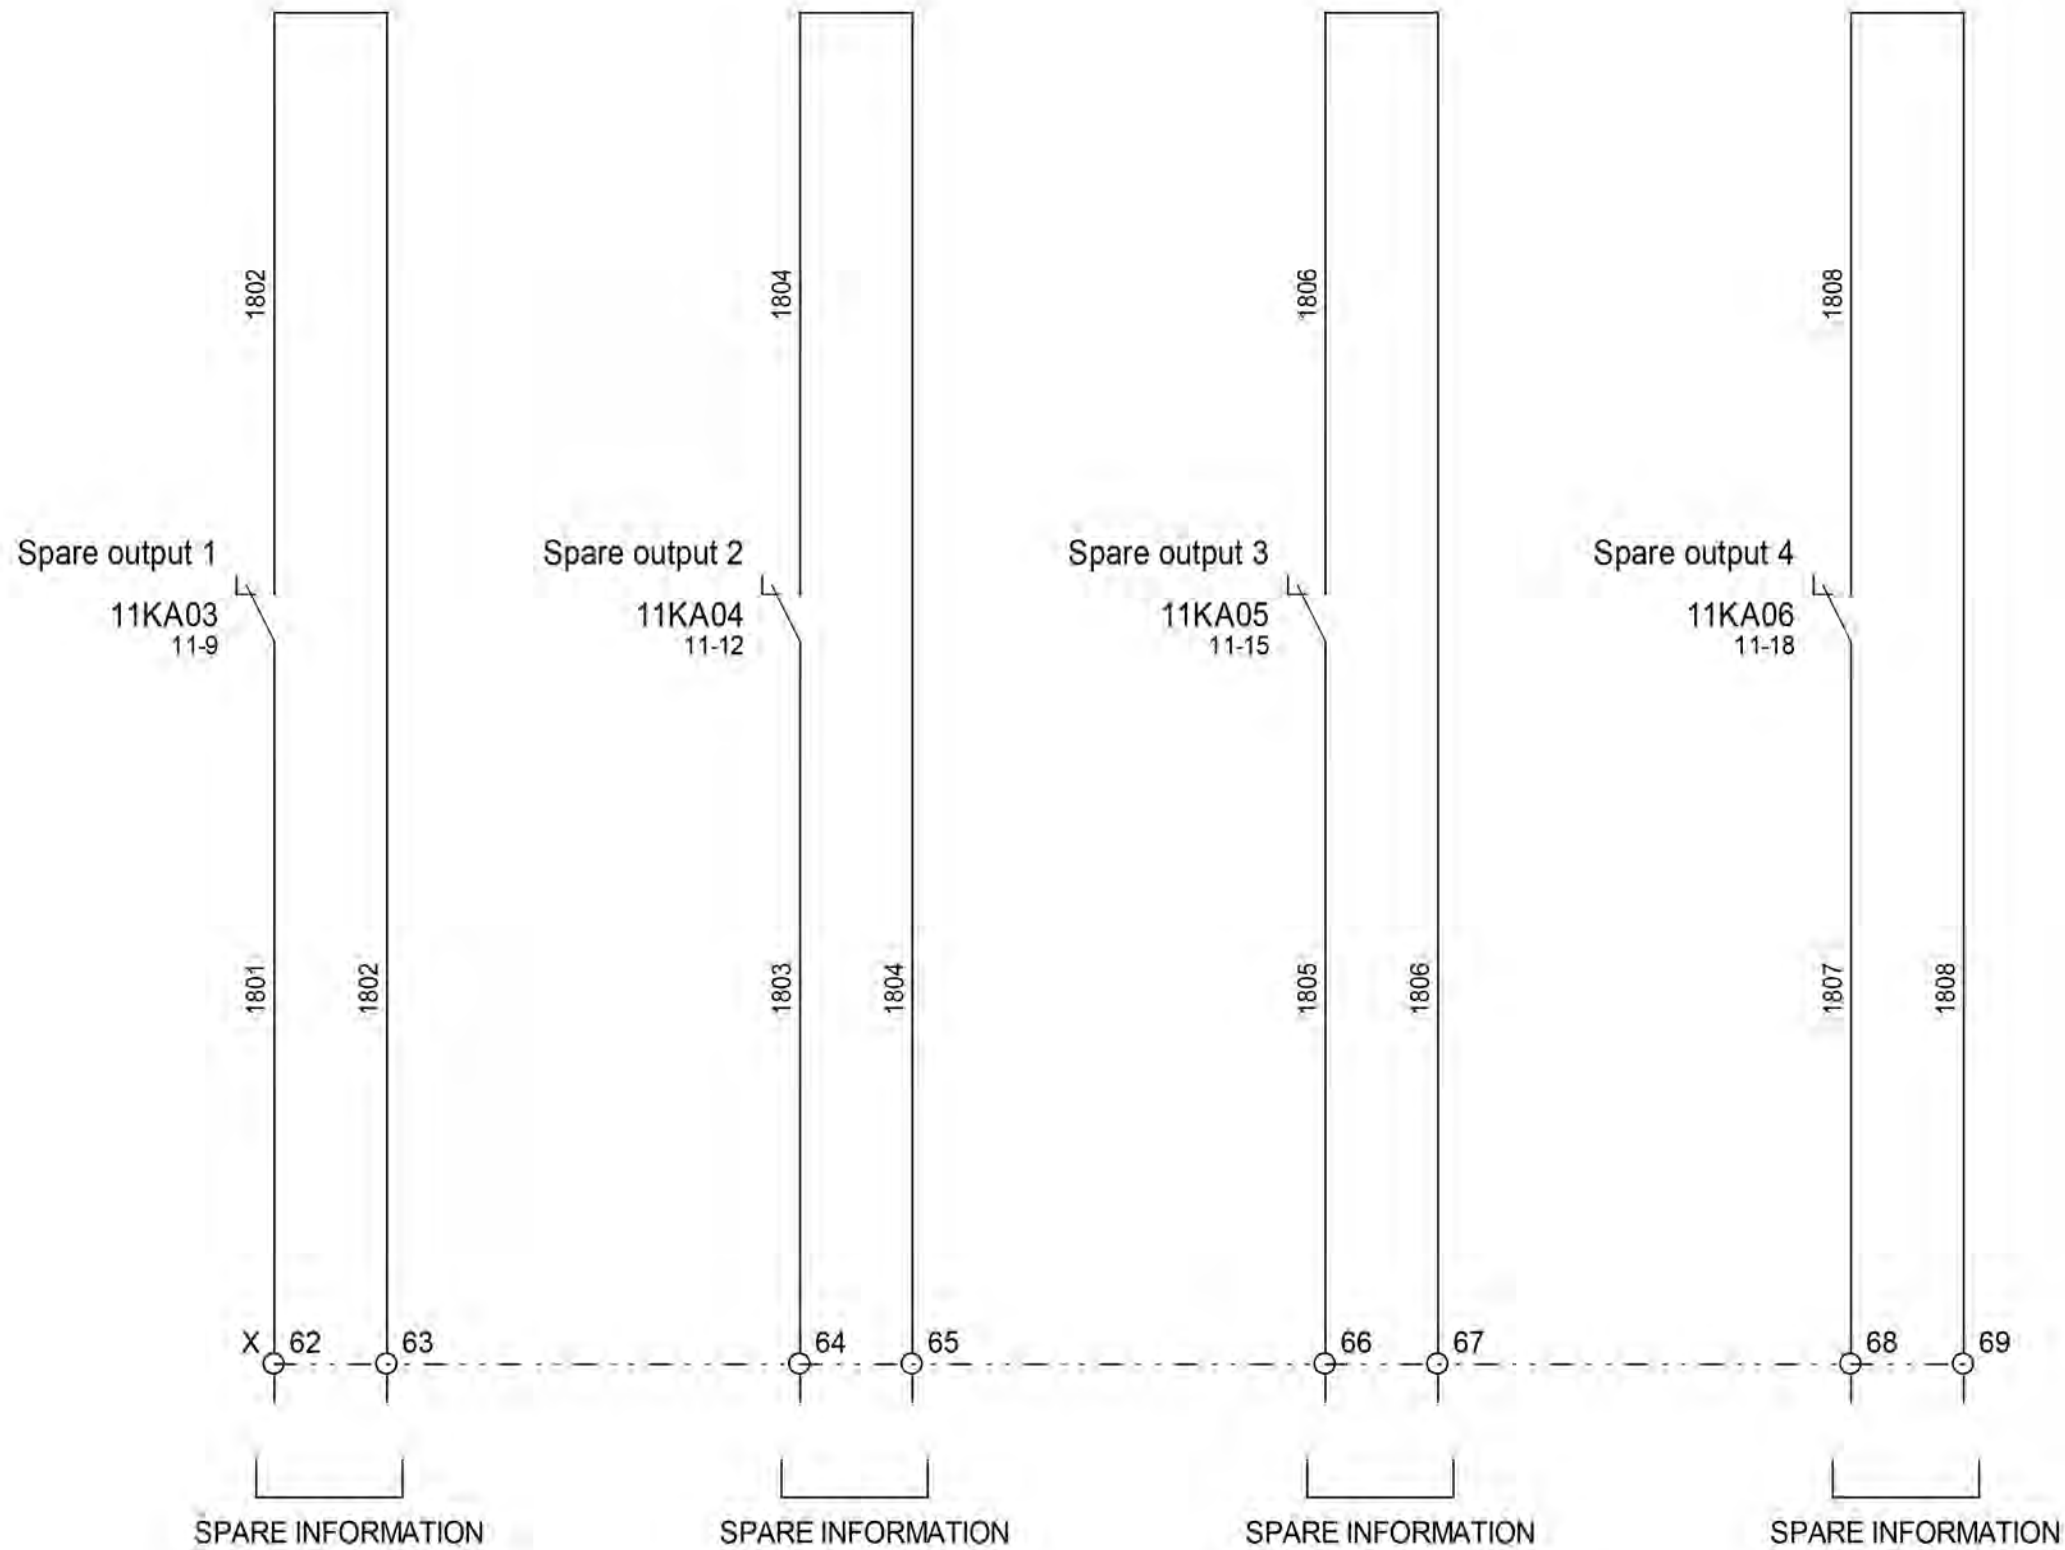 1802 1804 1806 1808
Spare output 1 Spare output 2 Spare output 3 Spare output 4
11KA03 11KA04 11KA05 11KA06
11-9 11-12 11-15 11-18
1801 1802 1803 1804 1805 1806 1807 1808
X 62 63 64 65 66 67 68 69
SPARE INFORMATION SPARE INFORMATION SPARE INFORMATION SPARE INFORMATION